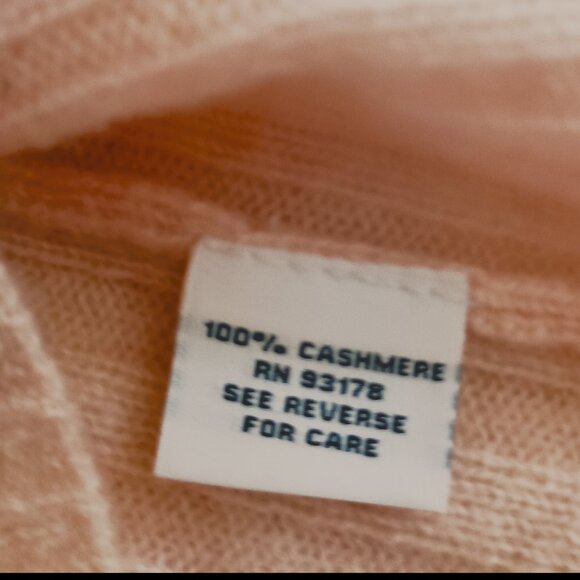 100% CASHMERE
RN 93178
SEE REVERSE
FOR CARE